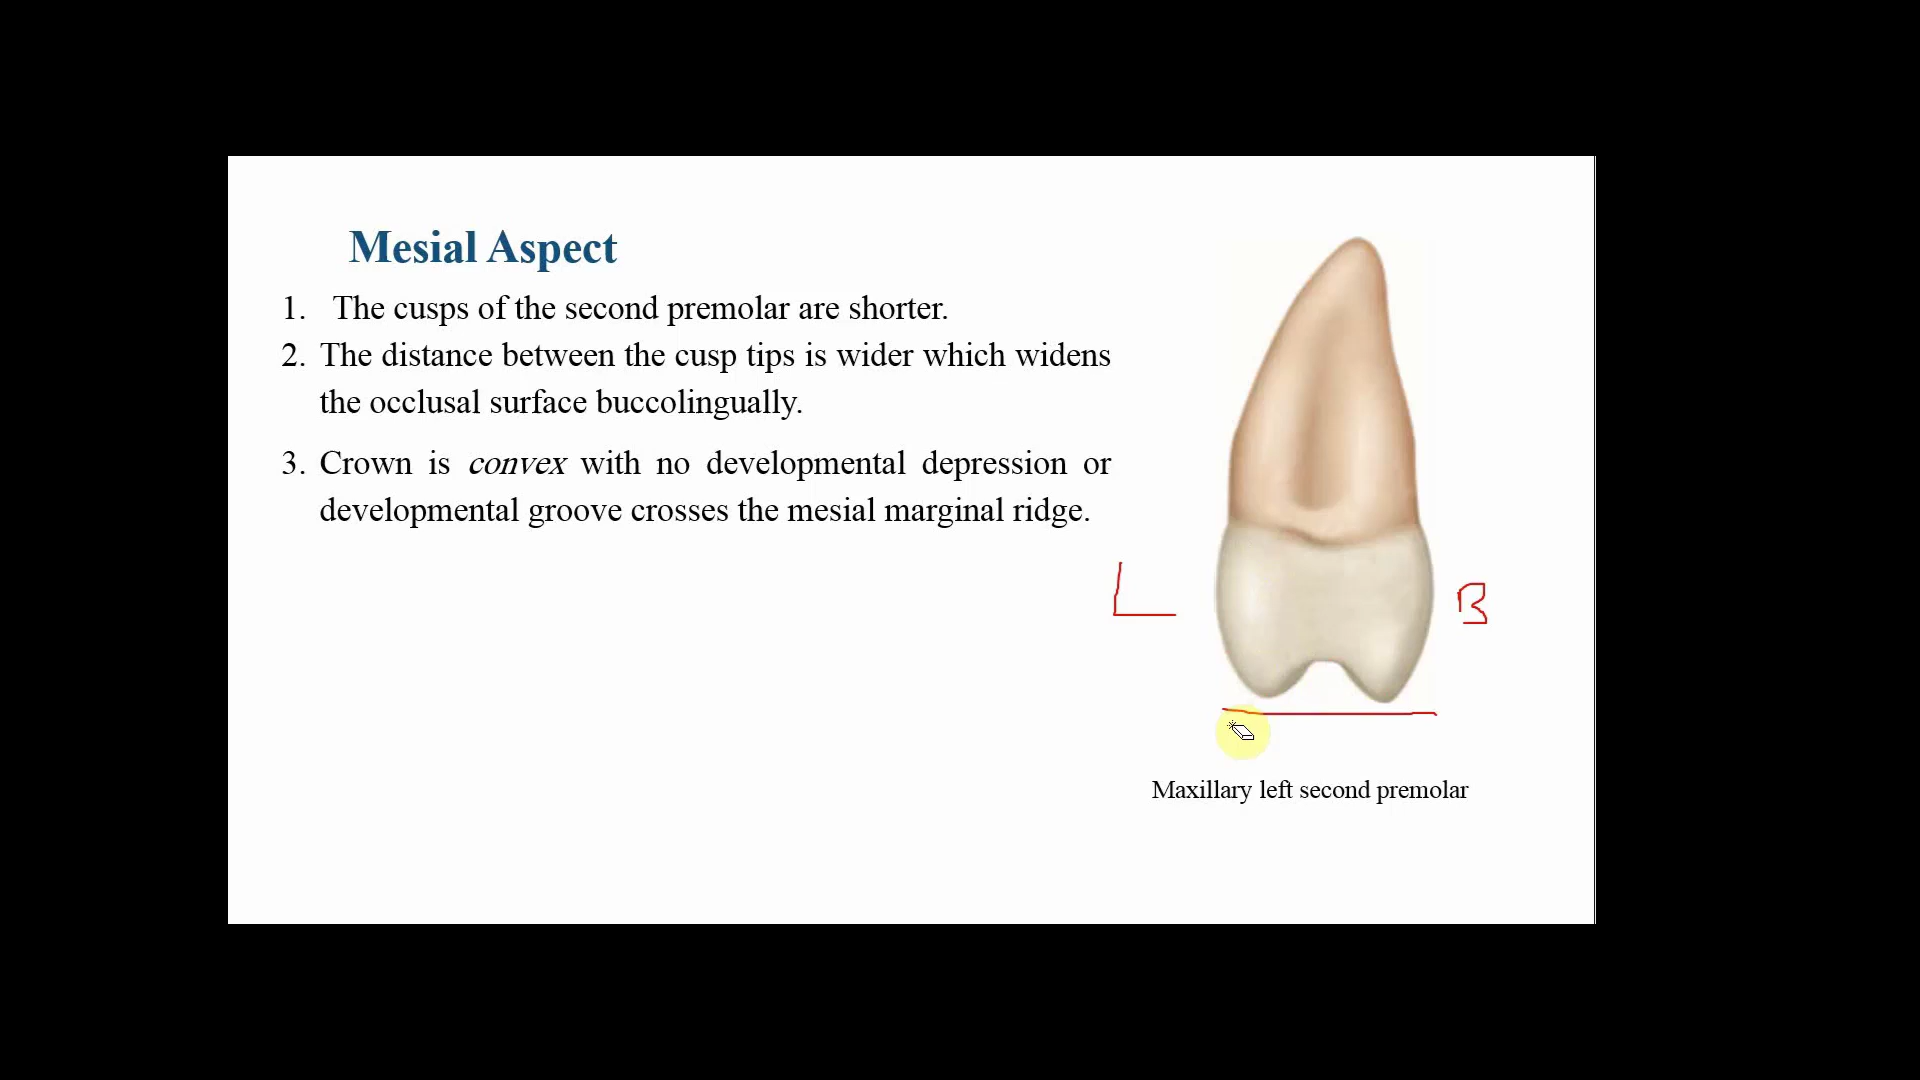 Mesial Aspect
1. The cusps of the second premolar are shorter.
2. The distance between the cusp tips is wider which widens
the occlusal surface buccolingually.
3. Crown is convex with no developmental depression or
developmental groove crosses the mesial marginal ridge.
L
B
Maxillary left second premolar